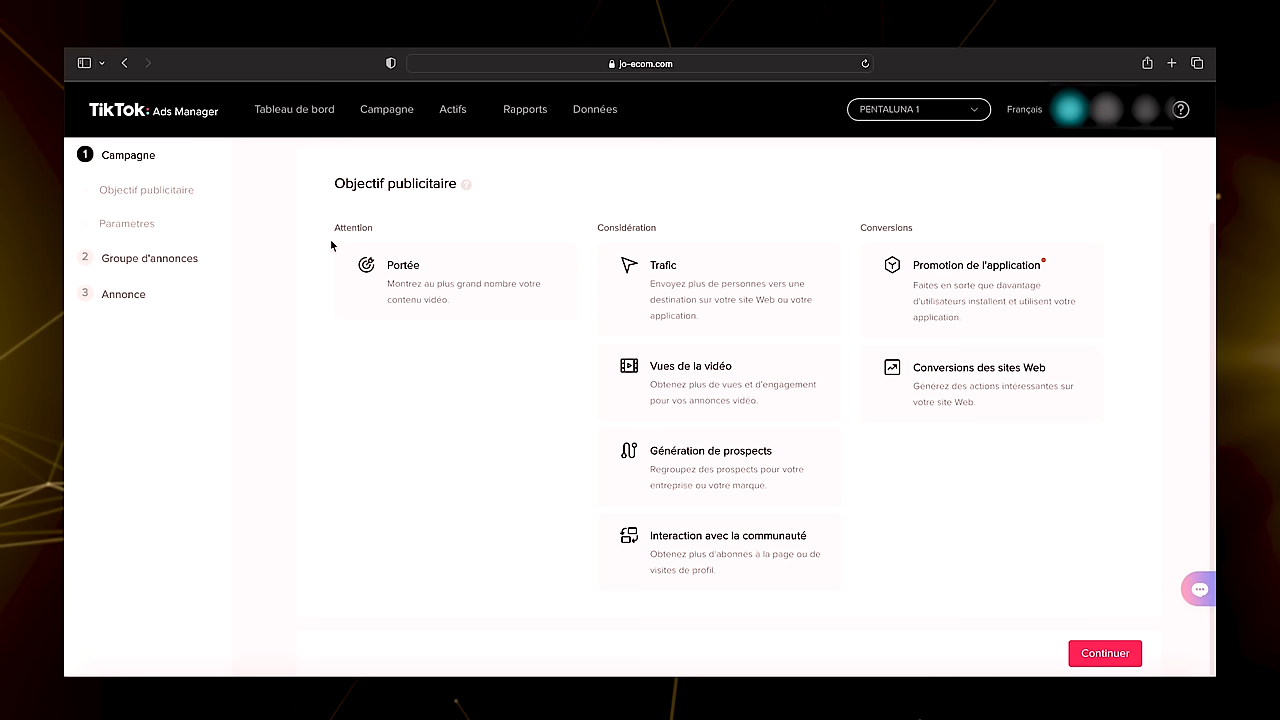 jo-ecom.com
TikTok: Ads Manager
Tableau de bord
Campagne
Actifs
Rapports
Données
PENTALUNA 1
Français
1 Campagne
Objectif publicitaire
Paramètres
2 Groupe d'annonces
3 Annonce
Objectif publicitaire
Attention
Portée
Montrez au plus grand nombre votre
contenu vidéo.
Considération
Trafic
Envoyez plus de personnes vers une
destination sur votre site Web ou votre
application.
Vues de la vidéo
Obtenez plus de vues et d'engagement
pour vos annonces vidéo.
Génération de prospects
Regroupez des prospects pour votre
entreprise ou votre marque.
Interaction avec la communauté
Obtenez plus d'abonnés à la page ou de
visites de profil.
Conversions
Promotion de l'application
Faites en sorte que davantage
d'utilisateurs installent et utilisent votre
application.
Conversions des sites Web
Générez des actions intéressantes sur
votre site Web.
Continuer